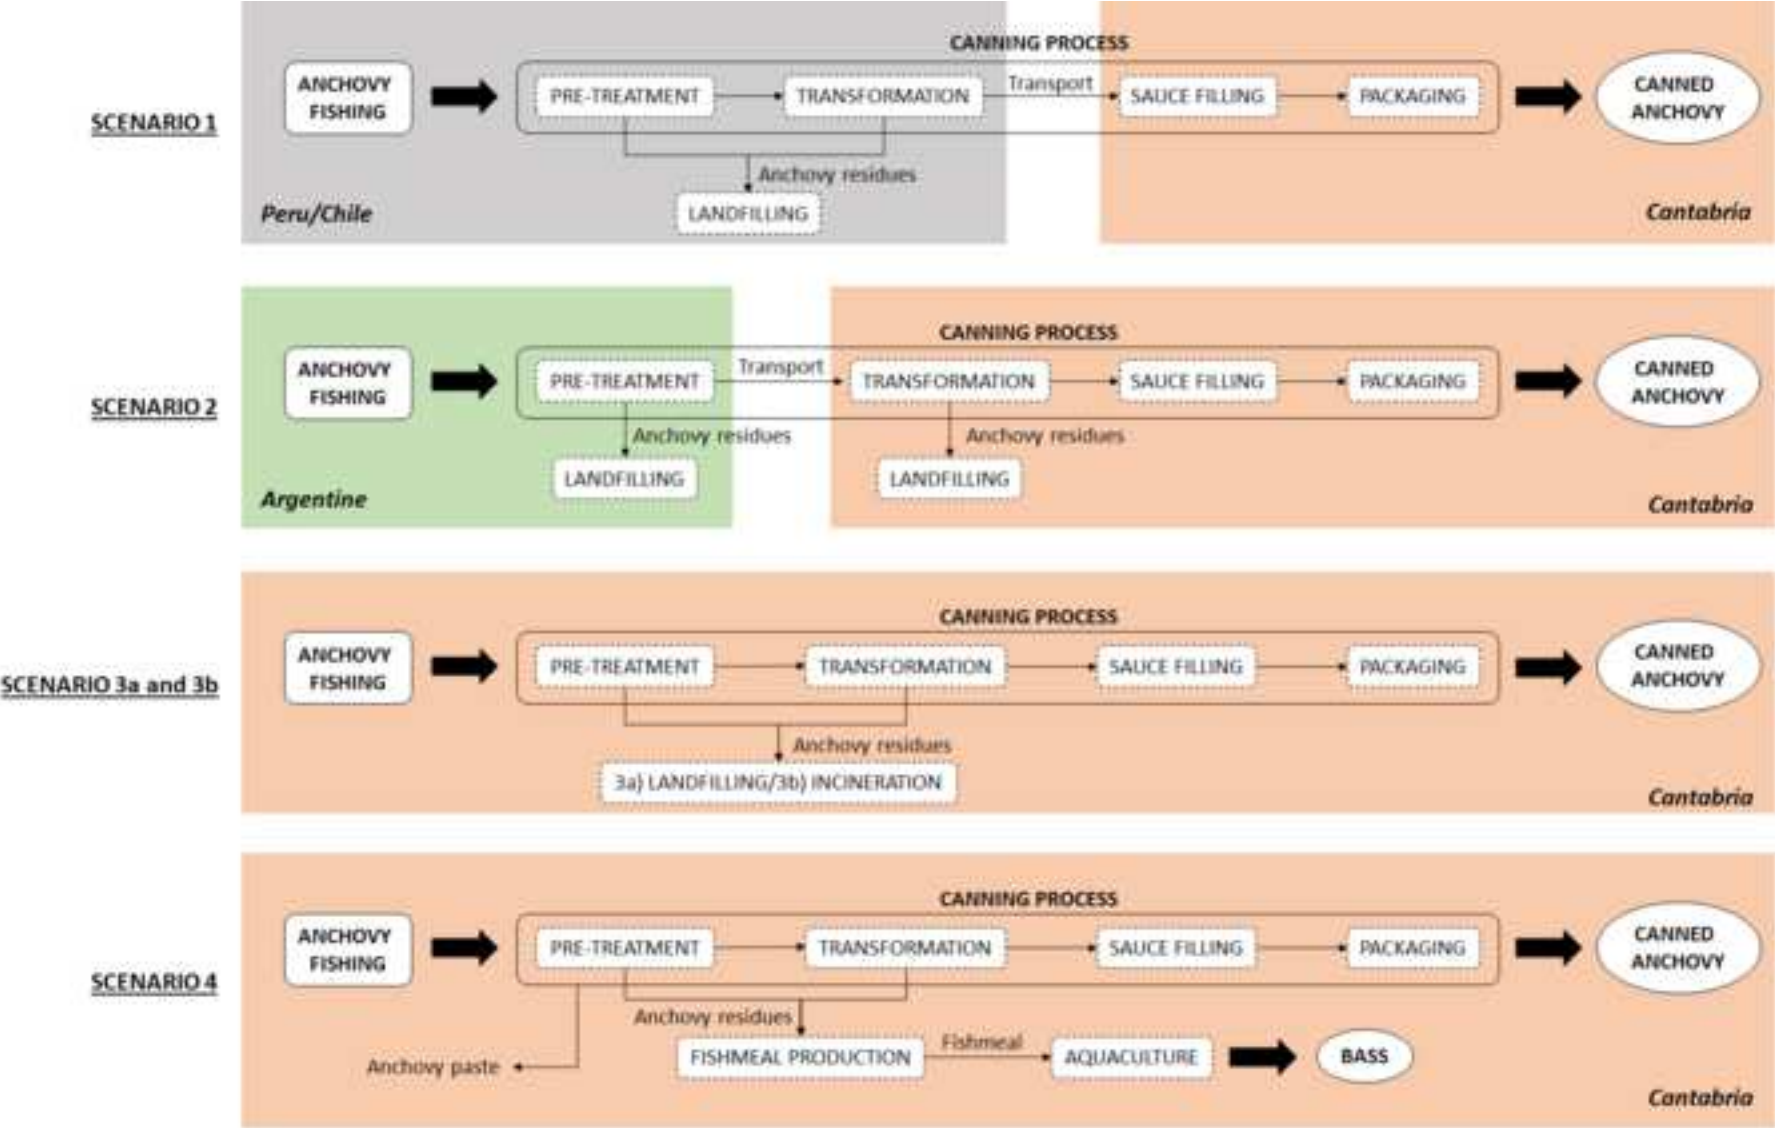 CANNING PROCESS
SCENARIO 1
ANCHOVY
FISHING
PRE-TREATMENT
TRANSFORMATION
Transport
SAUCE FILLING
PACKAGING
CANNED
ANCHOVY
Anchovy residues
LANDFILLING
Peru/Chile
Cantabria
CANNING PROCESS
SCENARIO 2
ANCHOVY
FISHING
PRE-TREATMENT
Transport
TRANSFORMATION
SAUCE FILLING
PACKAGING
CANNED
ANCHOVY
Anchovy residues
Anchovy residues
LANDFILLING
LANDFILLING
Argentine
Cantabria
CANNING PROCESS
SCENARIO 3a and 3b
ANCHOVY
FISHING
PRE-TREATMENT
TRANSFORMATION
SAUCE FILLING
PACKAGING
CANNED
ANCHOVY
Anchovy residues
3a) LANDFILLING/3b) INCINERATION
Cantabria
CANNING PROCESS
SCENARIO 4
ANCHOVY
FISHING
PRE-TREATMENT
TRANSFORMATION
SAUCE FILLING
PACKAGING
CANNED
ANCHOVY
Anchovy residues
Anchovy paste
FISHMEAL PRODUCTION
Fishmeal
AQUACULTURE
BASS
Cantabria